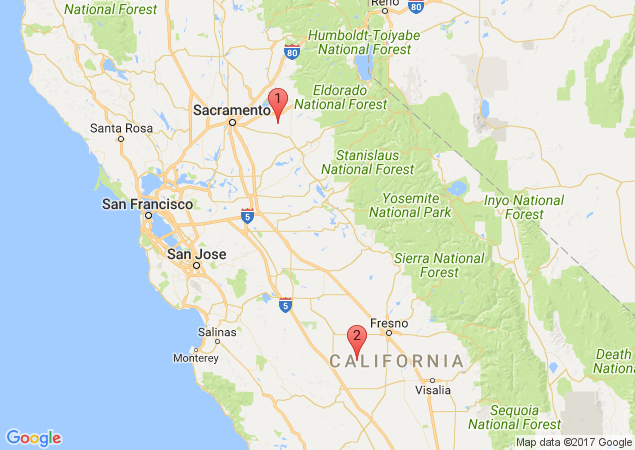 Reno
80
Humboldt-Toiyabe
National Forest
National Forest
80
Eldorado
National Forest
1
Sacramento
Santa Rosa
Stanislaus
National Forest
Yosemite
National Park
Inyo National
Forest
San Francisco
5
San Jose
Sierra National
Forest
5
Fresno
2
Salinas
Monterey
CALIFORNIA
Death
National
Visalia
Sequoia
National Forest
Google
Map data ©2017 Google